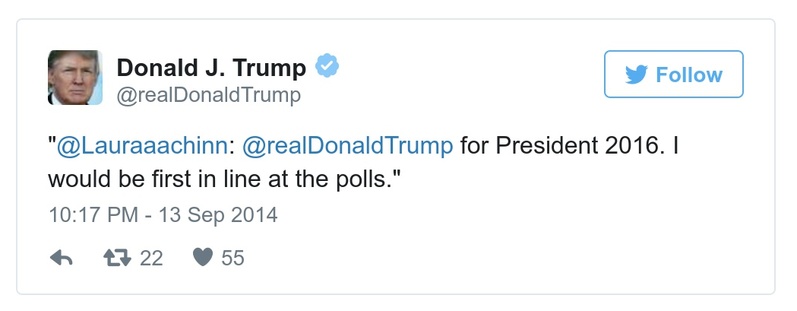 Donald J. Trump
Follow
@realDonaldTrump
"@Lauraaachinn: @realDonaldTrump for President 2016. I
would be first in line at the polls."
10:17 PM - 13 Sep 2014
22 55